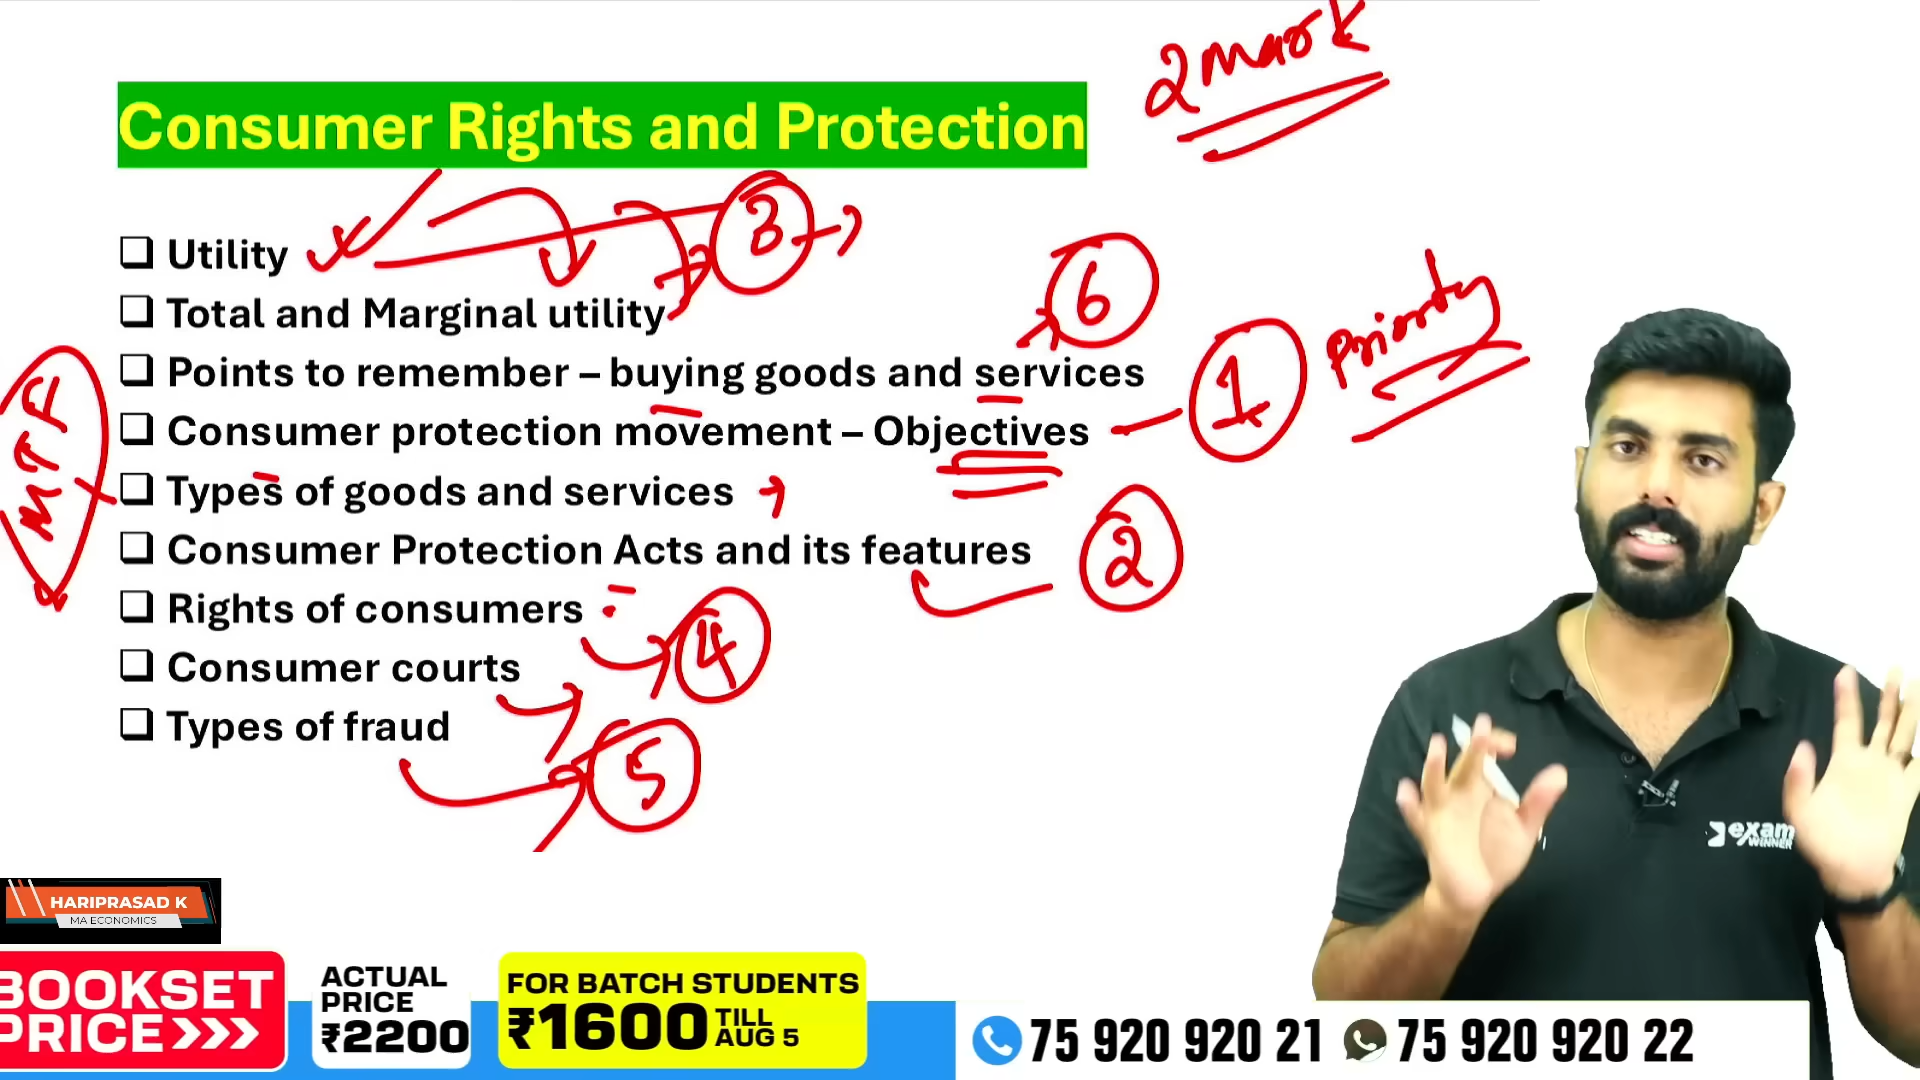 2 mark
Consumer Rights and Protection
Utility
3
Total and Marginal utility
6
Points to remember – buying goods and services
1
Priority
Consumer protection movement – Objectives
MTF
Types of goods and services
Consumer Protection Acts and its features
2
Rights of consumers
4
Consumer courts
Types of fraud
5
exam
WINNER
HARIPRASAD K
MA ECONOMICS
BOOKSET
PRICE >>>
ACTUAL
PRICE
₹2200
FOR BATCH STUDENTS
₹1600 TILL
AUG 5
75 920 920 21
75 920 920 22